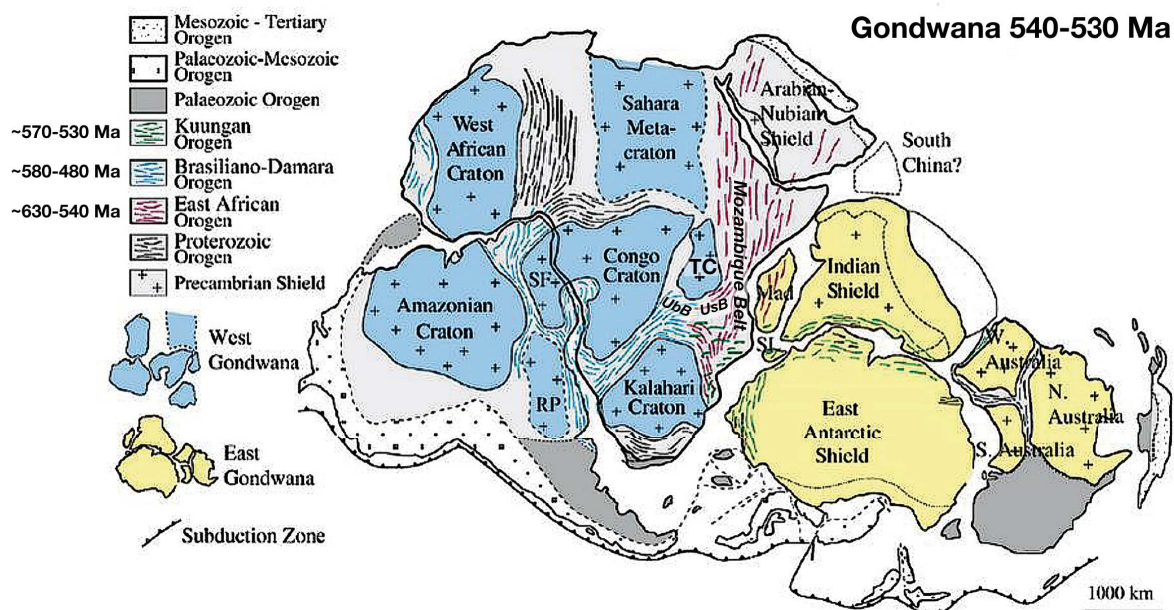 Gondwana 540-530 Ma
Mesozoic - Tertiary
Orogen
Palaeozoic-Mesozoic
Orogen
Palaeozoic Orogen
~570-530 Ma
Kuungan
Orogen
~580-480 Ma
Brasiliano-Damara
Orogen
~630-540 Ma
East African
Orogen
Proterozoic
Orogen
Precambrian Shield
West
Gondwana
East
Gondwana
Subduction Zone
West
African
Craton
Sahara
Meta-
craton
Arabian-
Nubian
Shield
South
China?
Mozambique Belt
Congo
Craton
TC
SF
UbB
UsB
Mad
Indian
Shield
Amazonian
Craton
SL
RP
Kalahari
Craton
East
Antarctic
Shield
W.
Australia
N.
Australia
S. Australia
1000 km